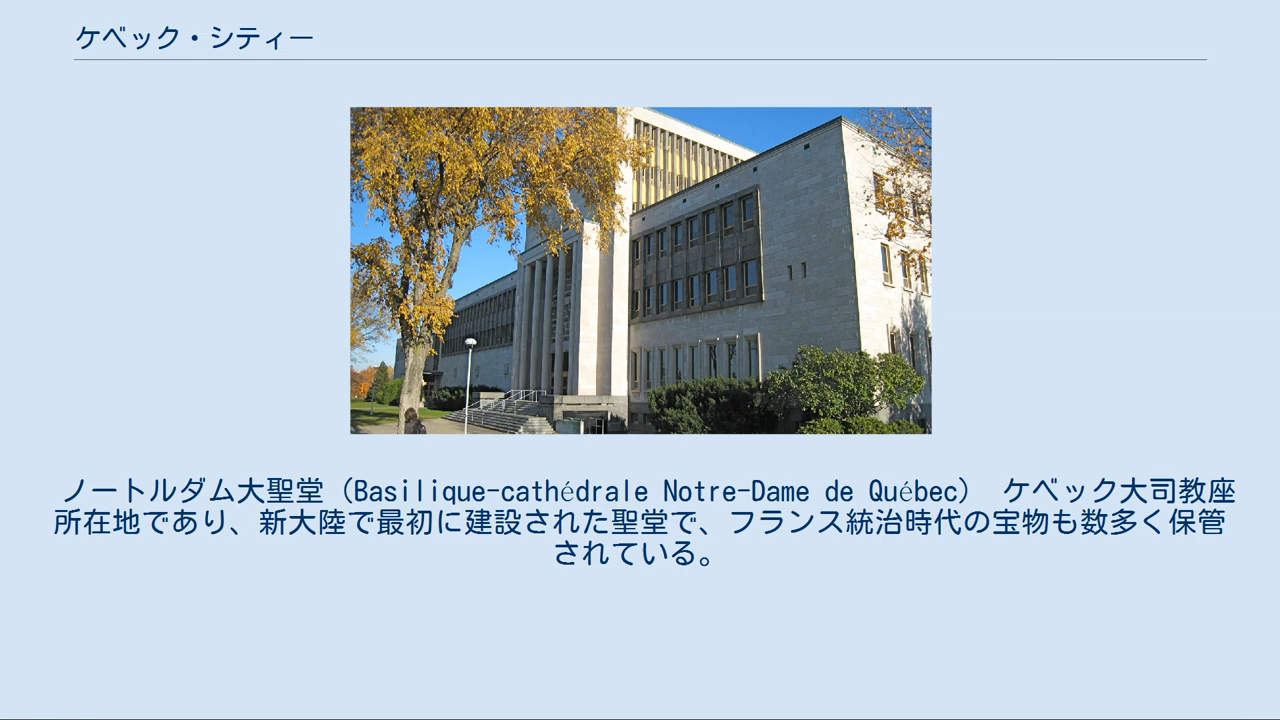 ケベック・シティー
ノートルダム大聖堂（Basilique-cathédrale Notre-Dame de Québec） ケベック大司教座
所在地であり、新大陸で最初に建設された聖堂で、フランス統治時代の宝物も数多く保管
されている。